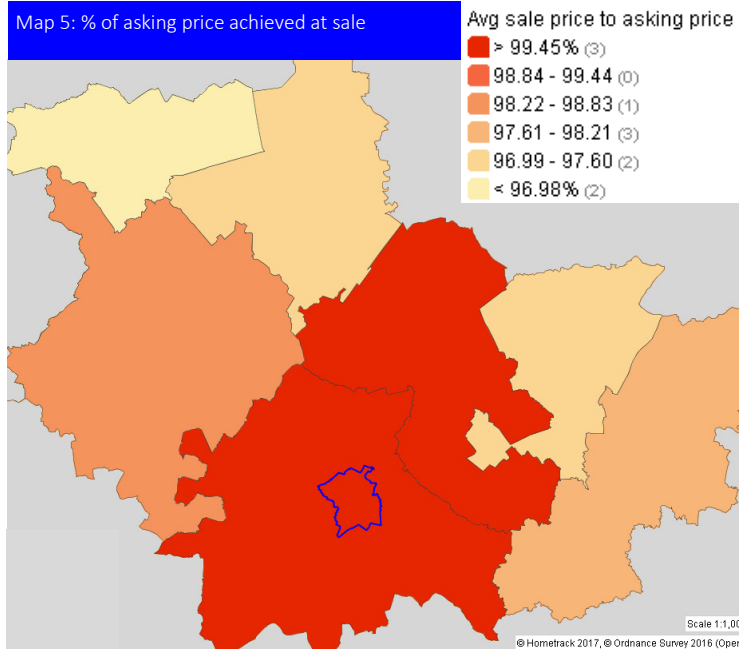 Map 5: % of asking price achieved at sale
Avg sale price to asking price
> 99.45% (3)
98.84 - 99.44 (0)
98.22 - 98.83 (1)
97.61 - 98.21 (3)
96.99 - 97.60 (2)
< 96.98% (2)
Scale 1:1,00
© Hometrack 2017, © Ordnance Survey 2016 (Oper